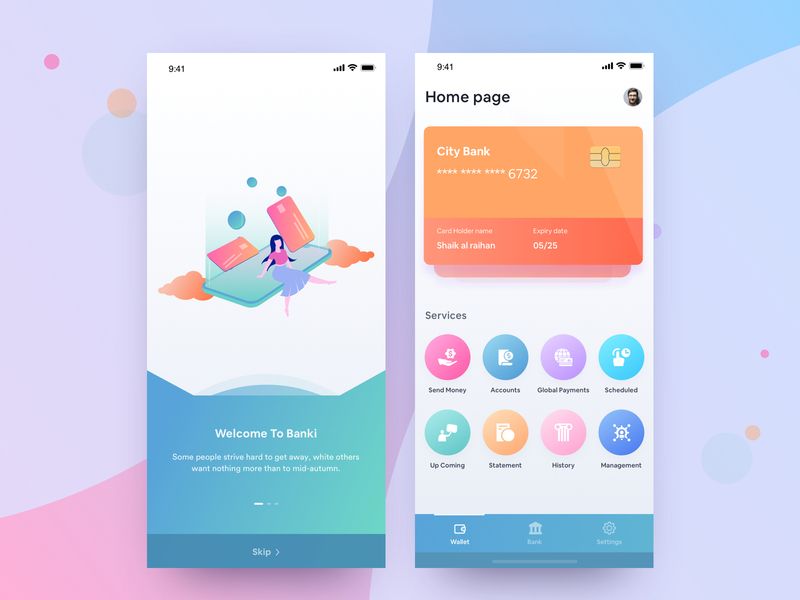 9:41
Welcome To Banki
Some people strive hard to get away, white others
want nothing more than to mid-autumn.
Skip
9:41
Home page
City Bank
**** **** **** 6732
Card Holder name
Expiry date
Shaik al raihan
05/25
Services
Send Money
Accounts
Global Payments
Scheduled
Up Coming
Statement
History
Management
Wallet
Bank
Settings